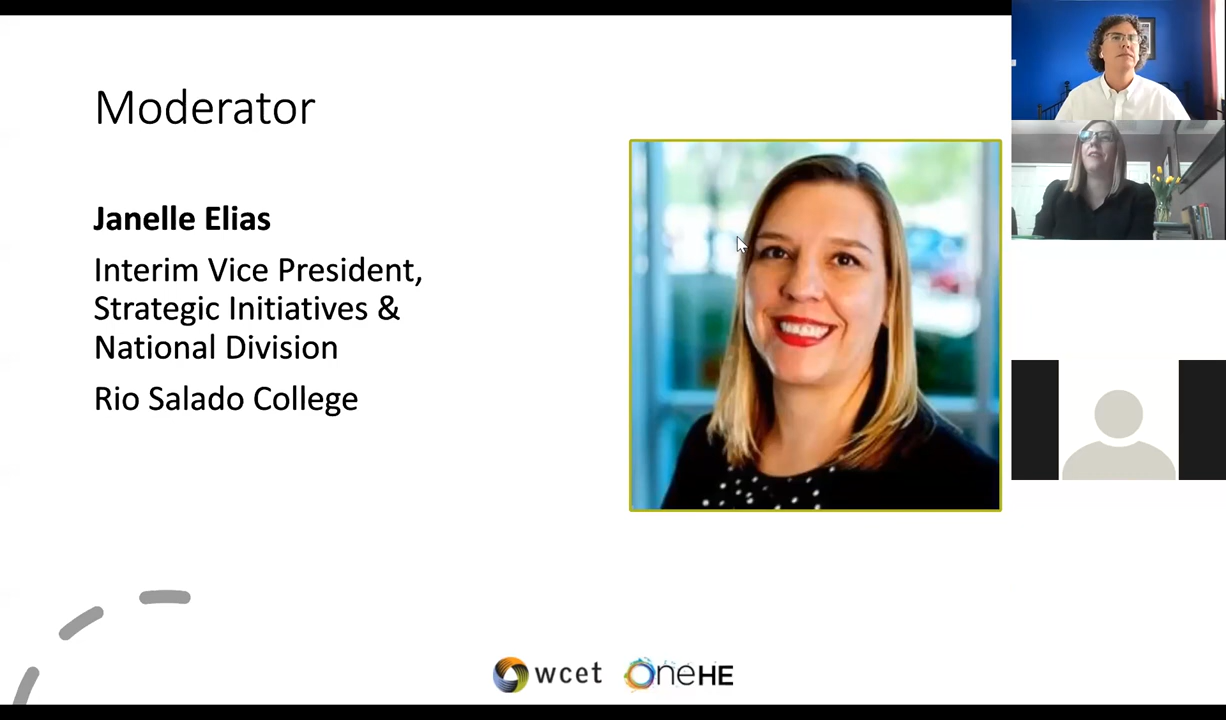 Moderator
Janelle Elias
Interim Vice President,
Strategic Initiatives &
National Division
Rio Salado College
wcet
OneHE